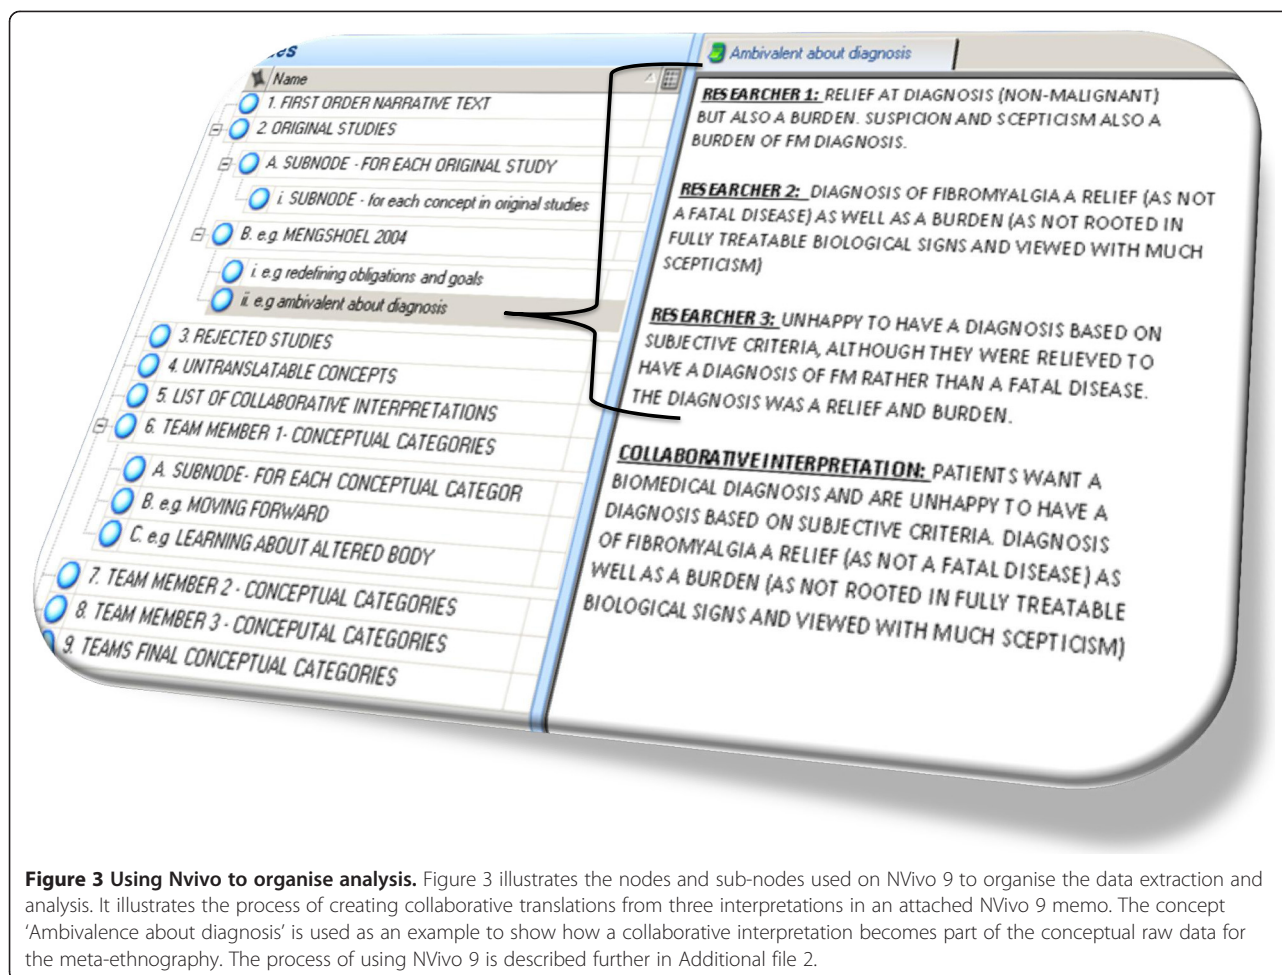 es
Name
1. FIRST ORDER NARRATIVE TEXT
2. ORIGINAL STUDIES
A. SUBNODE - FOR EACH ORIGINAL STUDY
i. SUBNODE - for each concept in original studies
B. e.g. MENGSHOEL 2004
i. e.g redefining obligations and goals
ii. e.g ambivalent about diagnosis
3. REJECTED STUDIES
4. UNTRANSLATABLE CONCEPTS
5. LIST OF COLLABORATIVE INTERPRETATIONS
6. TEAM MEMBER 1- CONCEPTUAL CATEGORIES
A. SUBNODE- FOR EACH CONCEPTUAL CATEGOR
B. e.g. MOVING FORWARD
C. e.g LEARNING ABOUT ALTERED BODY
7. TEAM MEMBER 2 - CONCEPTUAL CATEGORIES
8. TEAM MEMBER 3 - CONCEPUTAL CATEGORIES
9. TEAMS FINAL CONCEPTUAL CATEGORIES
Ambivalent about diagnosis
RESEARCHER 1: RELIEF AT DIAGNOSIS (NON-MALIGNANT)
BUT ALSO A BURDEN. SUSPICION AND SCEPTICISM ALSO A
BURDEN OF FM DIAGNOSIS.
RESEARCHER 2: DIAGNOSIS OF FIBROMYALGIA A RELIEF (AS NOT
A FATAL DISEASE) AS WELL AS A BURDEN (AS NOT ROOTED IN
FULLY TREATABLE BIOLOGICAL SIGNS AND VIEWED WITH MUCH
SCEPTICISM)
RESEARCHER 3: UNHAPPY TO HAVE A DIAGNOSIS BASED ON
SUBJECTIVE CRITERIA, ALTHOUGH THEY WERE RELIEVED TO
HAVE A DIAGNOSIS OF FM RATHER THAN A FATAL DISEASE.
THE DIAGNOSIS WAS A RELIEF AND BURDEN.
COLLABORATIVE INTERPRETATION: PATIENTS WANT A
BIOMEDICAL DIAGNOSIS AND ARE UNHAPPY TO HAVE A
DIAGNOSIS BASED ON SUBJECTIVE CRITERIA. DIAGNOSIS
OF FIBROMYALGIA A RELIEF (AS NOT A FATAL DISEASE) AS
WELL AS A BURDEN (AS NOT ROOTED IN FULLY TREATABLE
BIOLOGICAL SIGNS AND VIEWED WITH MUCH SCEPTICISM)
Figure 3 Using Nvivo to organise analysis. Figure 3 illustrates the nodes and sub-nodes used on NVivo 9 to organise the data extraction and
analysis. It illustrates the process of creating collaborative translations from three interpretations in an attached NVivo 9 memo. The concept
‘Ambivalence about diagnosis’ is used as an example to show how a collaborative interpretation becomes part of the conceptual raw data for
the meta-ethnography. The process of using NVivo 9 is described further in Additional file 2.